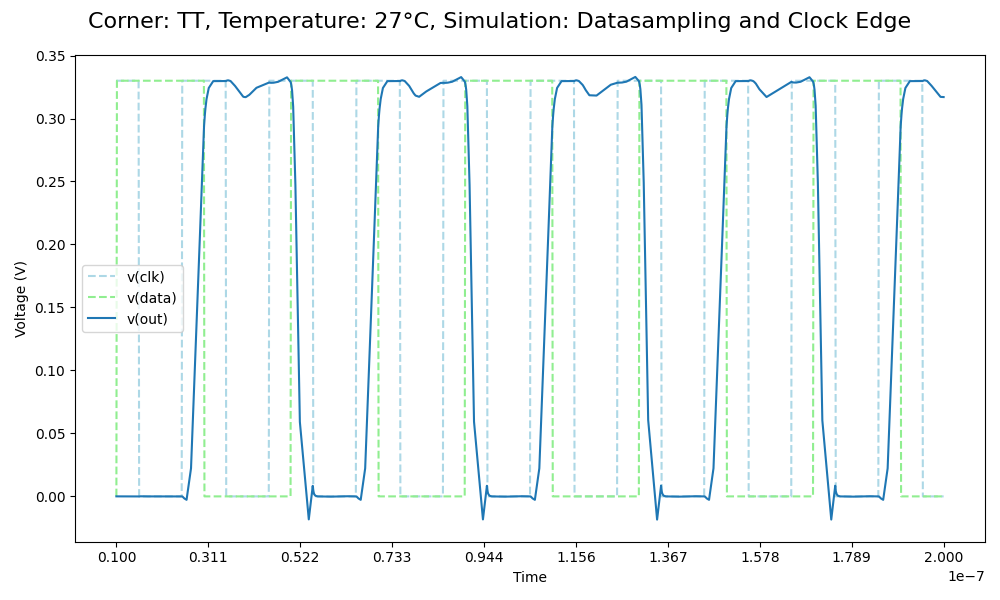 Corner: TT, Temperature: 27°C, Simulation: Datasampling and Clock Edge
0.35
0.30
0.25
0.20
0.15
0.10
0.05
0.00
Voltage (V)
v(clk)
v(data)
v(out)
0.100 0.311 0.522 0.733 0.944 1.156 1.367 1.578 1.789 2.000
Time
1e−7